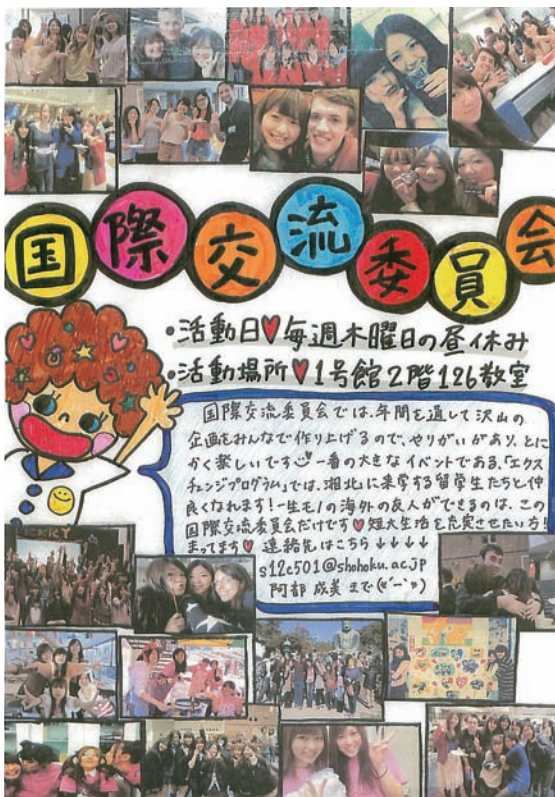 国際交流委員会
・活動日♥毎週木曜日の昼休み
・活動場所♥1号館2階126教室
国際交流委員会では、年間を通して沢山の
企画をみんなで作り上げるので、やりがいがあり、とに
かく楽しいです 一番の大きなイベントである、「エクス
チェンジプログラム」では、湘北に来学する留学生たちと仲
良くなれます!一生モノの海外の友人ができるのは、この
国際交流委員会だけです♥短大生活を充実させたい方!
まってます♥ 連絡先はこちら↓↓↓↓
s12c501@shohoku.ac.jp
阿部 成美 まで(*´ー`*)